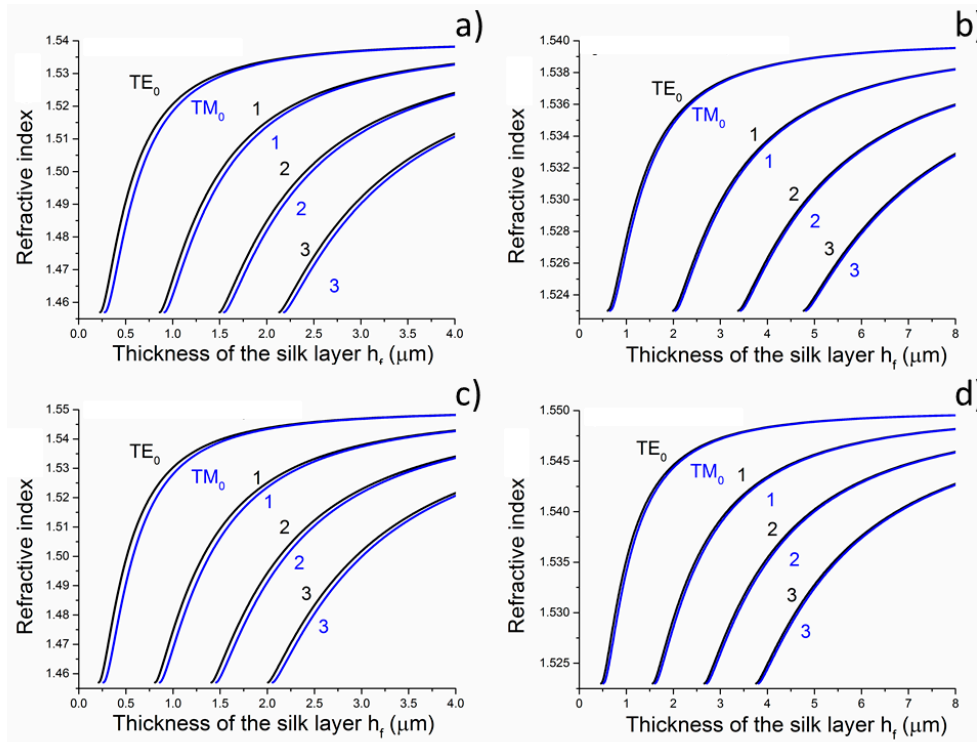 a)
1.54
1.53
1.52
1.51
1.50
1.49
1.48
1.47
1.46
Refractive index
TE0
TM0
1
1
2
2
3
3
0.0 0.5 1.0 1.5 2.0 2.5 3.0 3.5 4.0
Thickness of the silk layer hf (μm)
b)
1.540
1.538
1.536
1.534
1.532
1.530
1.528
1.526
1.524
Refractive index
TE0
TM0
1
1
2
2
3
3
0 1 2 3 4 5 6 7 8
Thickness of the silk layer hf (μm)
c)
1.55
1.54
1.53
1.52
1.51
1.50
1.49
1.48
1.47
1.46
Refractive index
TE0
TM0
1
1
2
2
3
3
0.0 0.5 1.0 1.5 2.0 2.5 3.0 3.5 4.0
Thickness of the silk layer hf (μm)
d)
1.550
1.545
1.540
1.535
1.530
1.525
Refractive index
TE0
TM0
1
1
2
2
3
3
0 1 2 3 4 5 6 7 8
Thickness of the silk layer hf (μm)